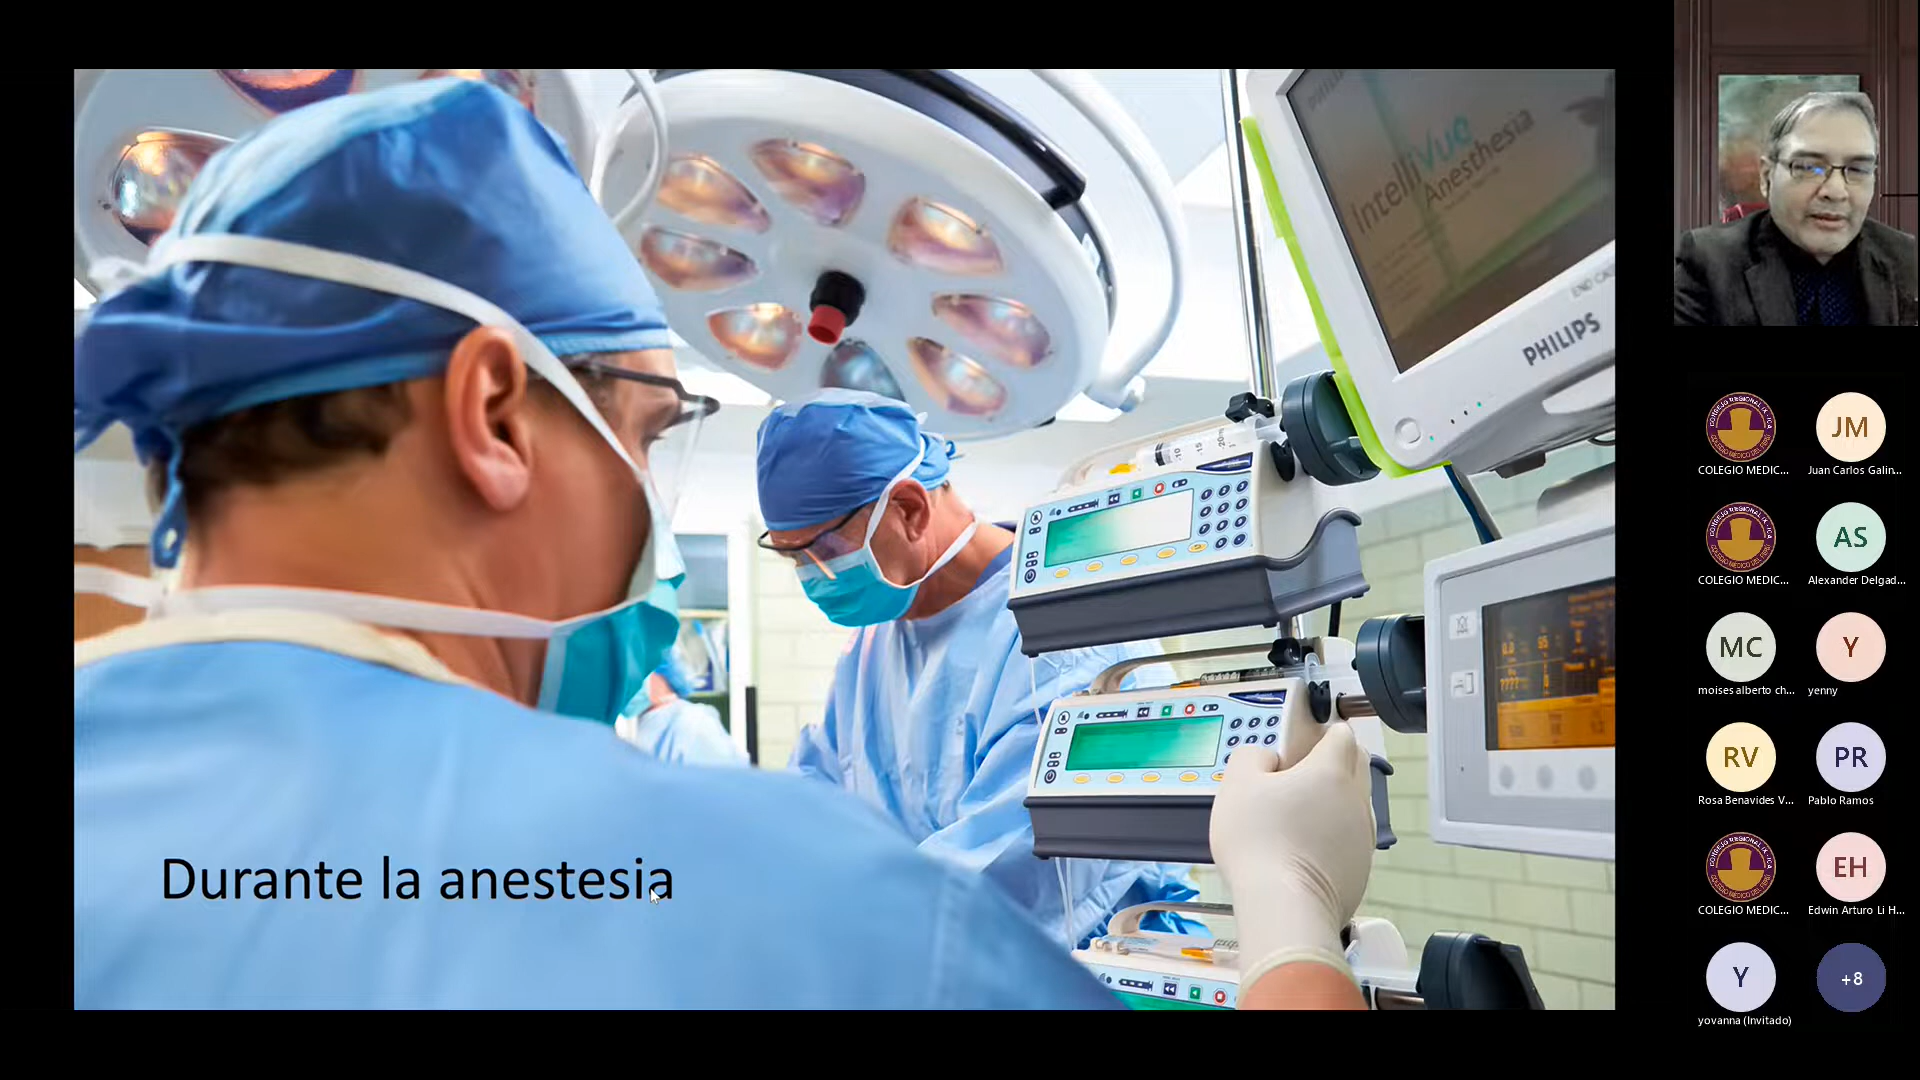 IntelliVue
Anesthesia
PHILIPS
Durante la anestesia
COLEGIO MEDIC...
JM
Juan Carlos Galin...
COLEGIO MEDIC...
AS
Alexander Delgad...
MC
moises alberto ch...
Y
yenny
RV
Rosa Benavides V...
PR
Pablo Ramos
COLEGIO MEDIC...
EH
Edwin Arturo Li H...
Y
yovanna (Invitado)
+8